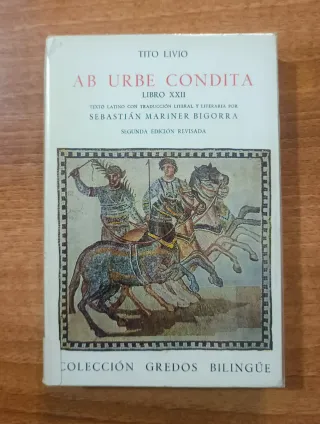 TITO LIVIO
AB URBE CONDITA
LIBRO XXII
TEXTO LATINO CON TRADUCCIÓN LITERAL Y LITERARIA POR
SEBASTIÁN MARINER BIGORRA
SEGUNDA EDICIÓN REVISADA
COLECCIÓN GREDOS BILINGÜE